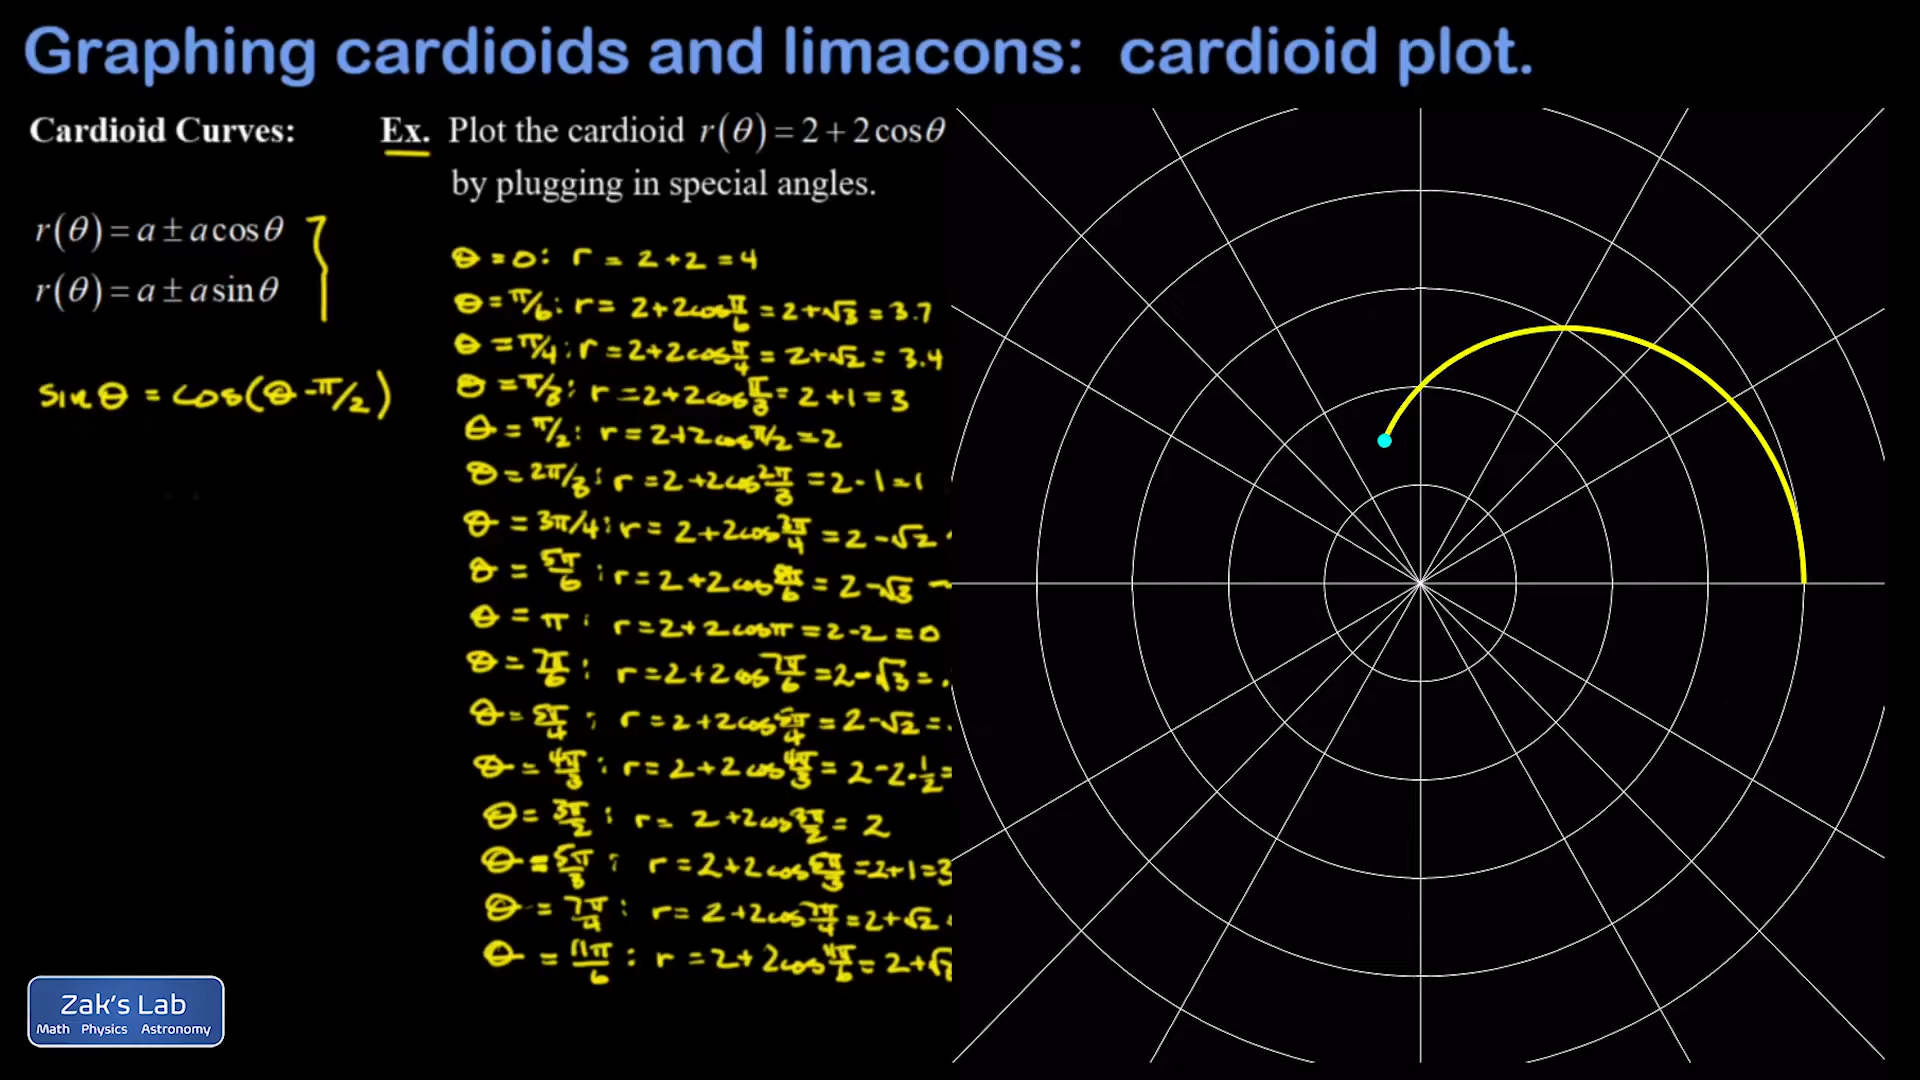 Graphing cardioids and limacons: cardioid plot.
Cardioid Curves:
r(θ) = a ± a cosθ
r(θ) = a ± a sinθ
sinθ = cos(θ - π/2)
Ex. Plot the cardioid r(θ) = 2 + 2cosθ
by plugging in special angles.
θ = 0: r = 2 + 2 = 4
θ = π/6: r = 2 + 2cos π/6 = 2 + √3 = 3.7
θ = π/4: r = 2 + 2cos π/4 = 2 + √2 = 3.4
θ = π/3: r = 2 + 2cos π/3 = 2 + 1 = 3
θ = π/2: r = 2 + 2cos π/2 = 2
θ = 2π/3: r = 2 + 2cos 2π/3 = 2 - 1 = 1
θ = 3π/4: r = 2 + 2cos 3π/4 = 2 - √2
θ = 5π/6: r = 2 + 2cos 5π/6 = 2 - √3
θ = π: r = 2 + 2cosπ = 2 - 2 = 0
θ = 7π/6: r = 2 + 2cos 7π/6 = 2 - √3 = .
θ = 5π/4: r = 2 + 2cos 5π/4 = 2 - √2 = .
θ = 4π/3: r = 2 + 2cos 4π/3 = 2 - 2·1/2 =
θ = 3π/2: r = 2 + 2cos 3π/2 = 2
θ = 5π/3: r = 2 + 2cos 5π/3 = 2 + 1 = 3
θ = 7π/4: r = 2 + 2cos 7π/4 = 2 + √2
θ = 11π/6: r = 2 + 2cos 11π/6 = 2 + √3
Zak's Lab
Math Physics Astronomy